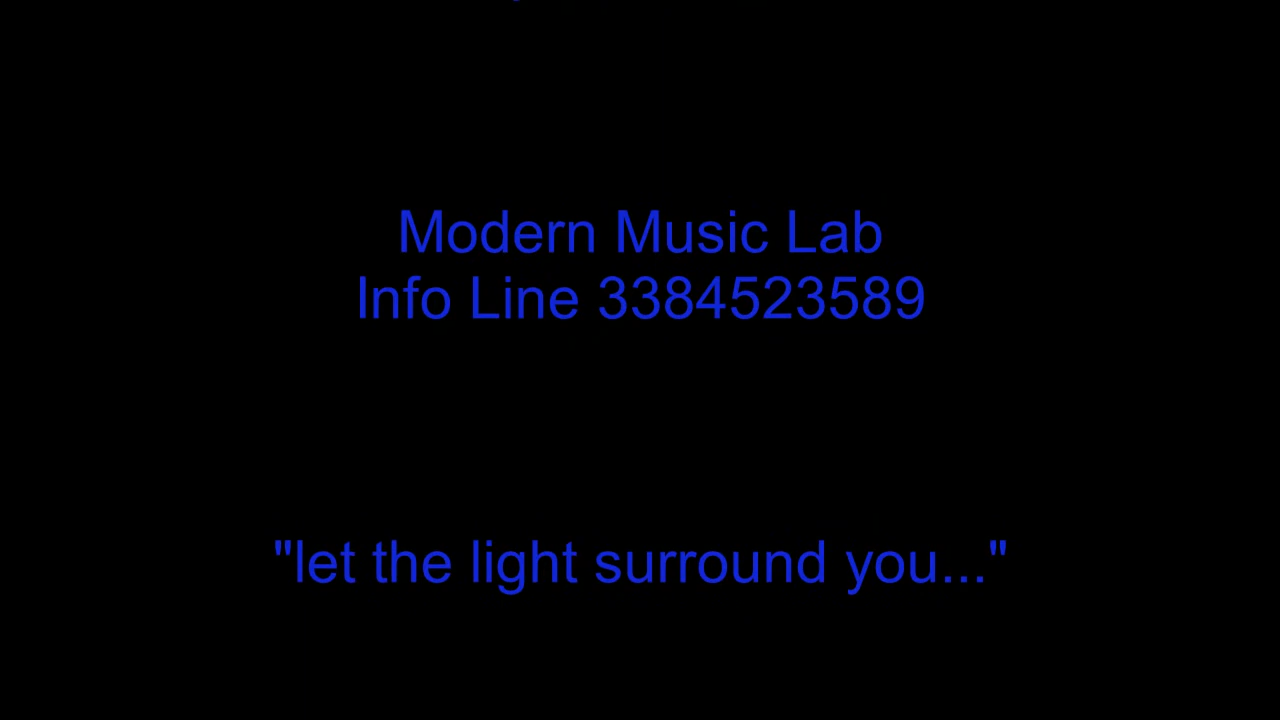 Modern Music Lab
Info Line 3384523589
"let the light surround you..."